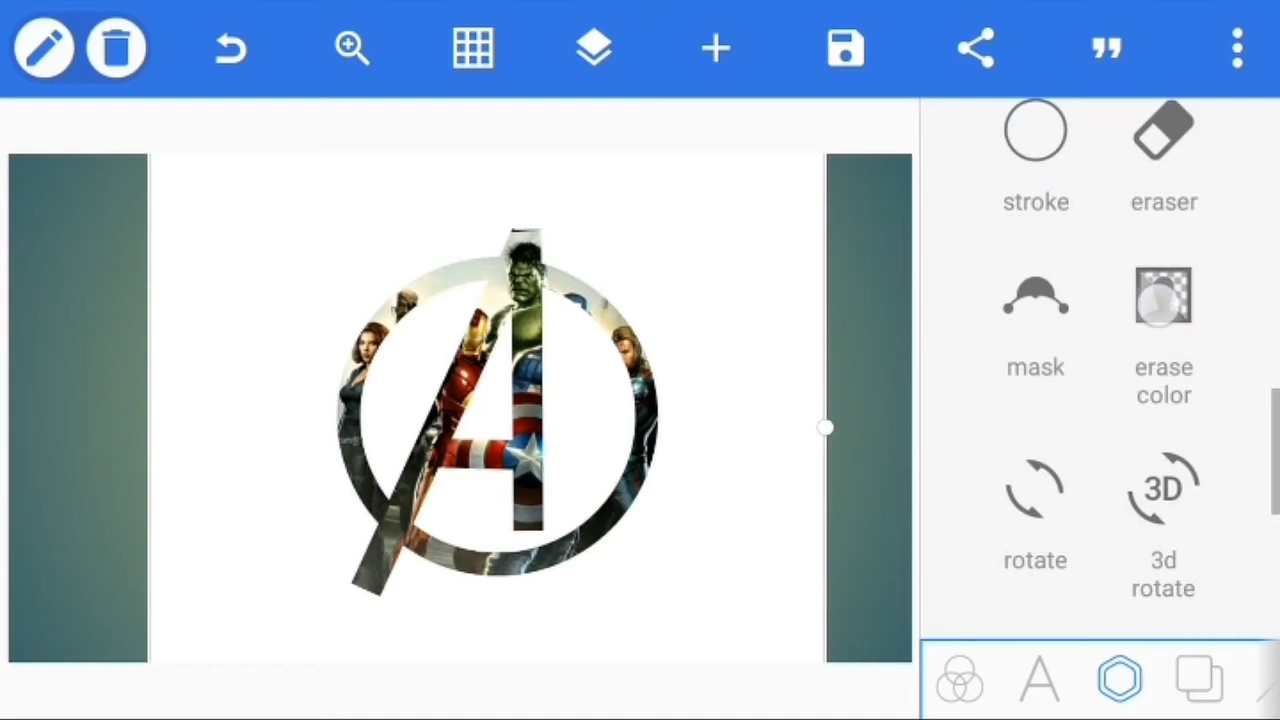 stroke
eraser
mask
erase
color
rotate
3D
3d
rotate